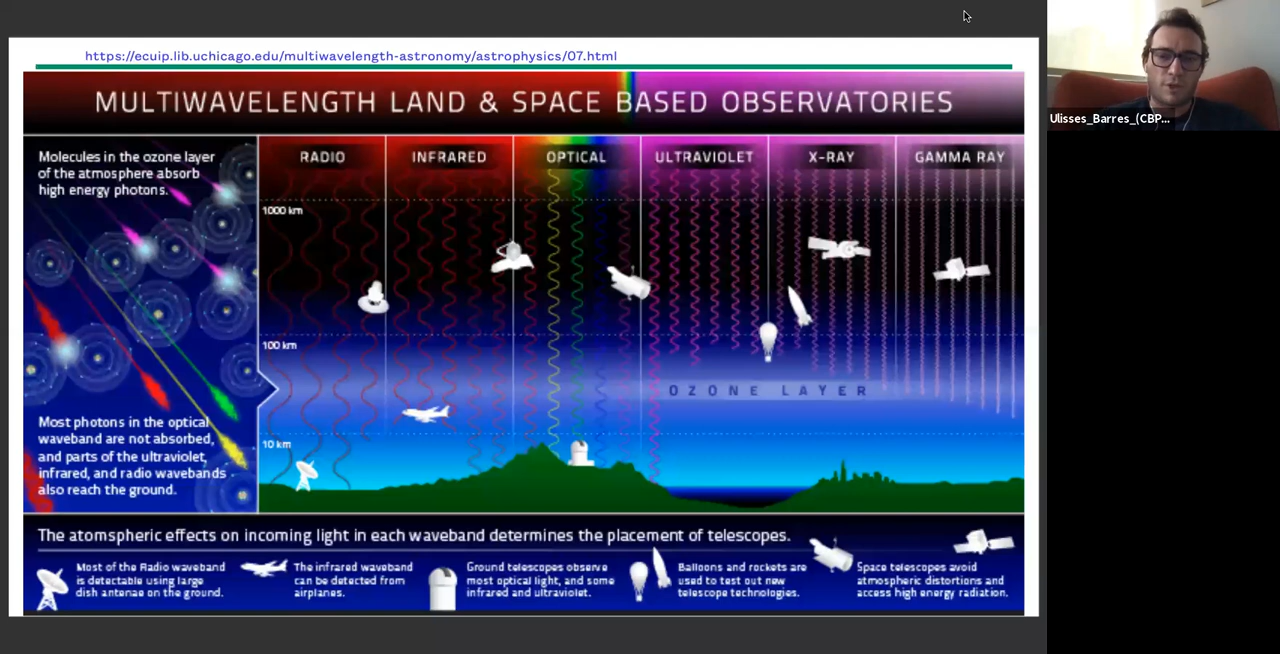 https://ecuip.lib.uchicago.edu/multiwavelength-astronomy/astrophysics/07.html
MULTIWAVELENGTH LAND & SPACE BASED OBSERVATORIES
Ulisses_Barres_(CBP...
Molecules in the ozone layer
of the atmosphere absorb
high energy photons.
RADIO
INFRARED
OPTICAL
ULTRAVIOLET
X-RAY
GAMMA RAY
1000 km
100 km
OZONE LAYER
10 km
Most photons in the optical
waveband are not absorbed,
and parts of the ultraviolet,
infrared, and radio wavebands
also reach the ground.
The atomspheric effects on incoming light in each waveband determines the placement of telescopes.
Most of the Radio waveband
is detectable using large
dish antenae on the ground.
The infrared waveband
can be detected from
airplanes.
Ground telescopes observe
most optical light, and some
infrared and ultraviolet.
Balloons and rockets are
used to test out new
telescope technologies.
Space telescopes avoid
atmospheric distortions and
access high energy radiation.